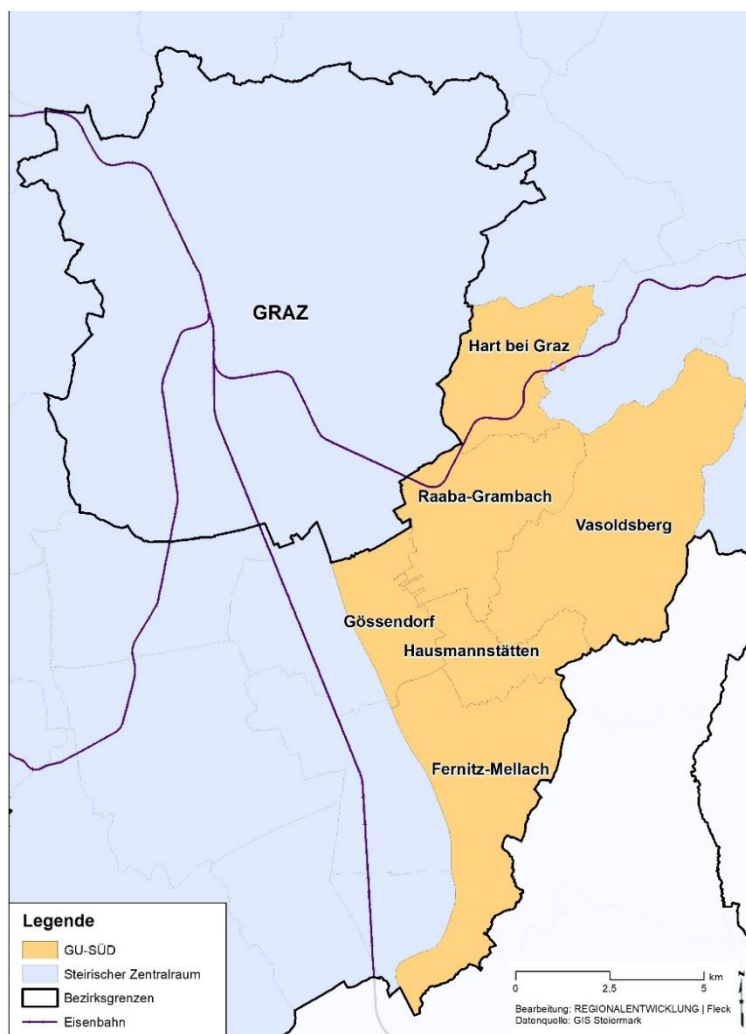 GRAZ
Hart bei Graz
Raaba-Grambach
Vasoldsberg
Gössendorf
Hausmannstätten
Fernitz-Mellach
Legende
GU-SÜD
Steirischer Zentralraum
Bezirksgrenzen
Eisenbahn
0 2,5 5 km
Bearbeitung: REGIONALENTWICKLUNG | Fleck
Datenquelle: GIS Steiermark